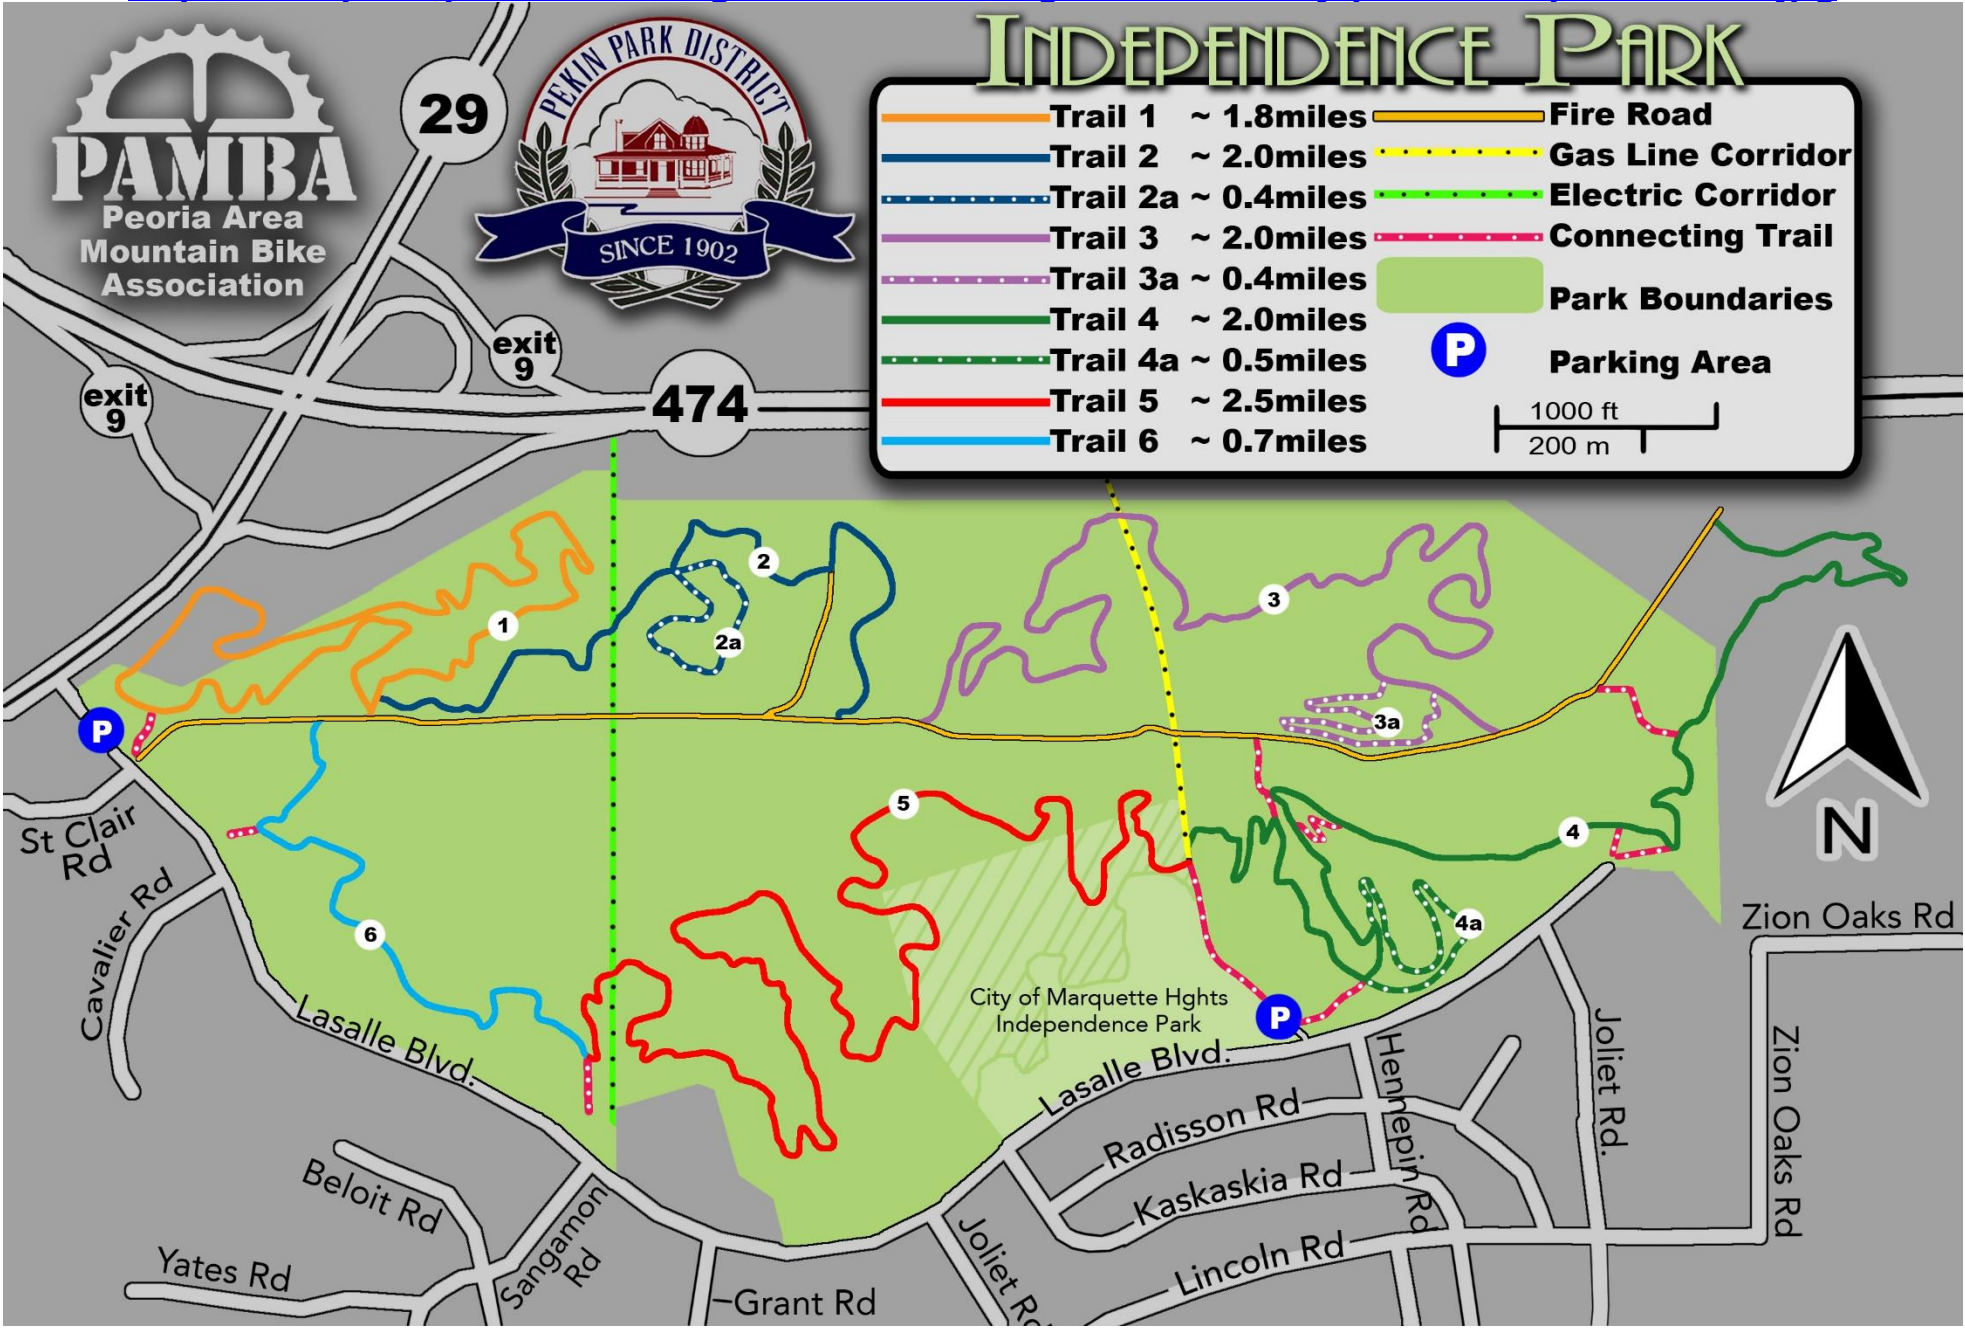 INDEPENDENCE PARK
29
PEKIN PARK DISTRICT
SINCE 1902
PAMBA
Peoria Area
Mountain Bike
Association
Trail 1 ~ 1.8miles
Trail 2 ~ 2.0miles
Trail 2a ~ 0.4miles
Trail 3 ~ 2.0miles
Trail 3a ~ 0.4miles
Trail 4 ~ 2.0miles
Trail 4a ~ 0.5miles
Trail 5 ~ 2.5miles
Trail 6 ~ 0.7miles
Fire Road
Gas Line Corridor
Electric Corridor
Connecting Trail
Park Boundaries
P Parking Area
1000 ft
200 m
exit
9
exit
9
474
1
2
2a
3
3a
P
4
4a
5
6
N
St Clair
Rd
Cavalier Rd
Lasalle Blvd.
City of Marquette Hghts
Independence Park
P
Lasalle Blvd.
Zion Oaks Rd
Zion Oaks Rd
Joliet Rd.
Hennepin Rd
Radisson Rd
Kaskaskia Rd
Lincoln Rd
Beloit Rd
Yates Rd
Sangamon
Rd
Grant Rd
Joliet Rd